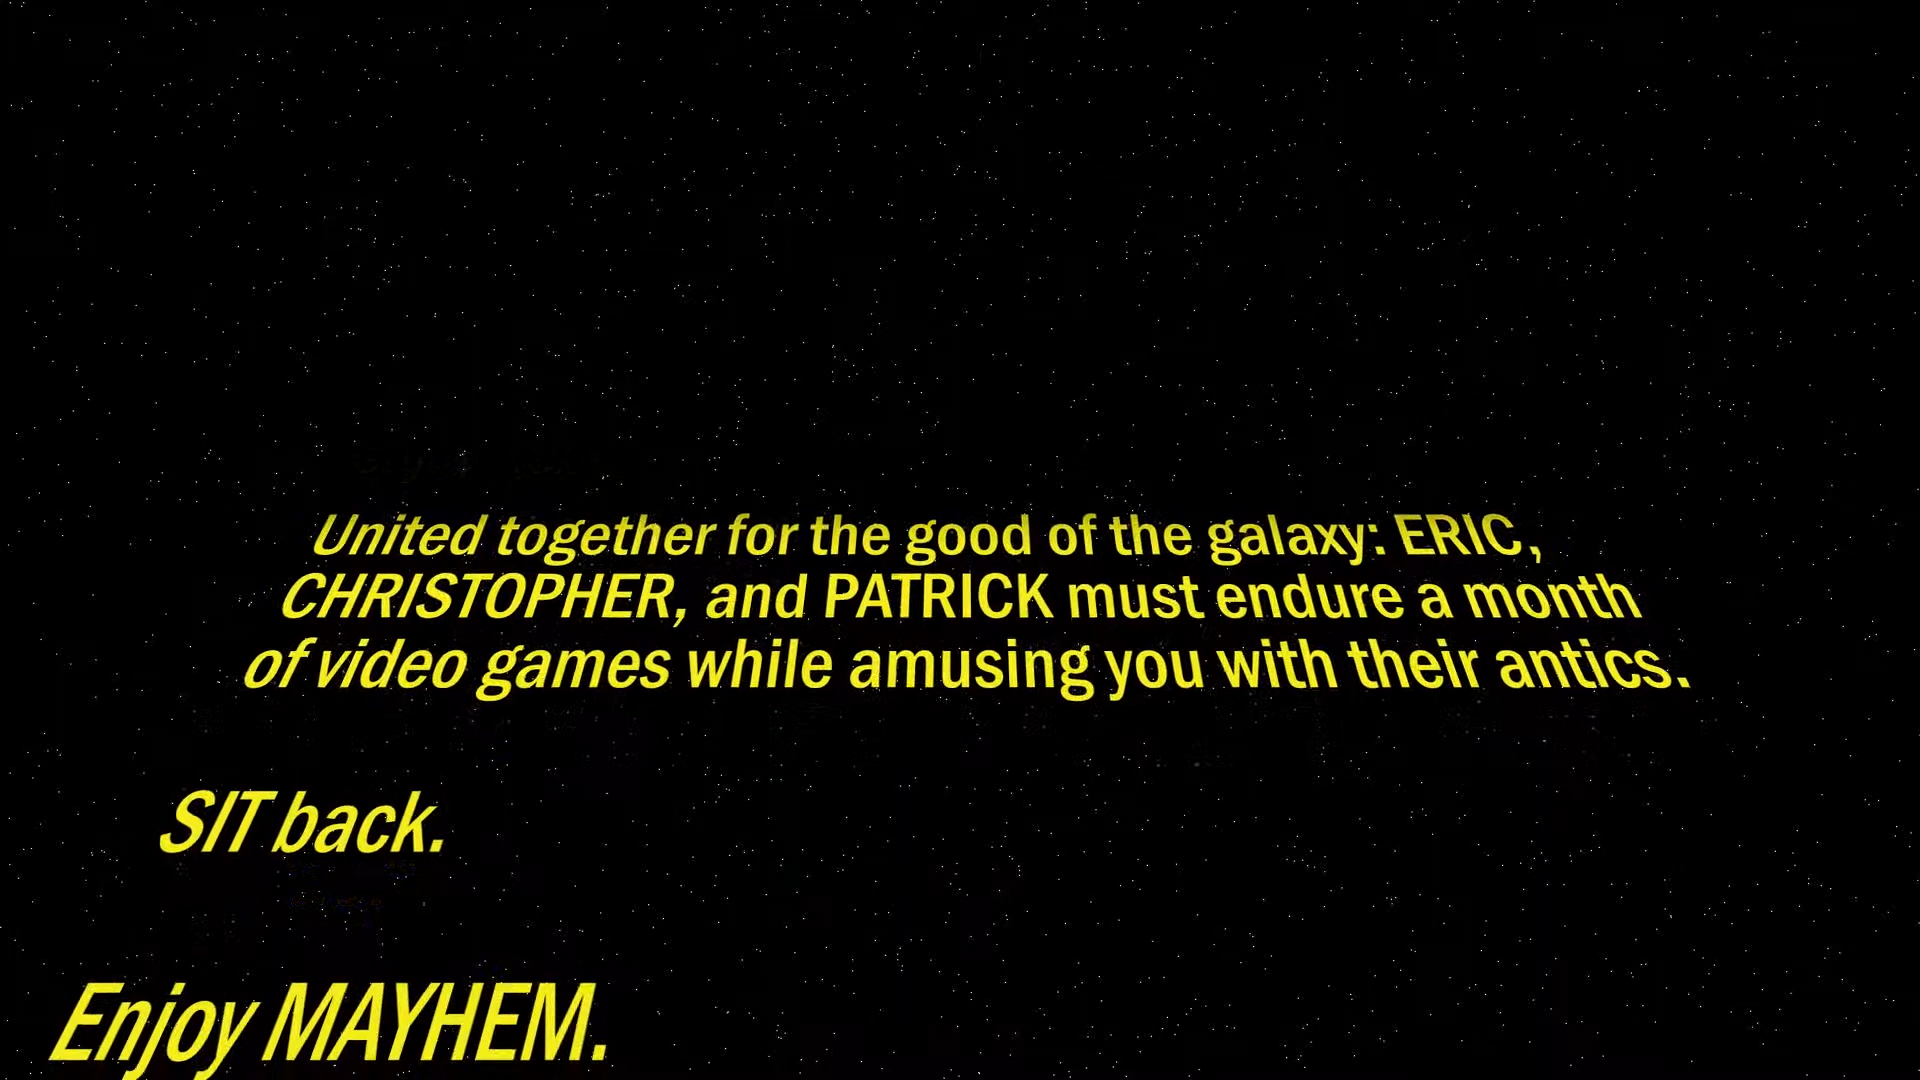 United together for the good of the galaxy: ERIC,
CHRISTOPHER, and PATRICK must endure a month
of video games while amusing you with their antics.
SIT back.
Enjoy MAYHEM.